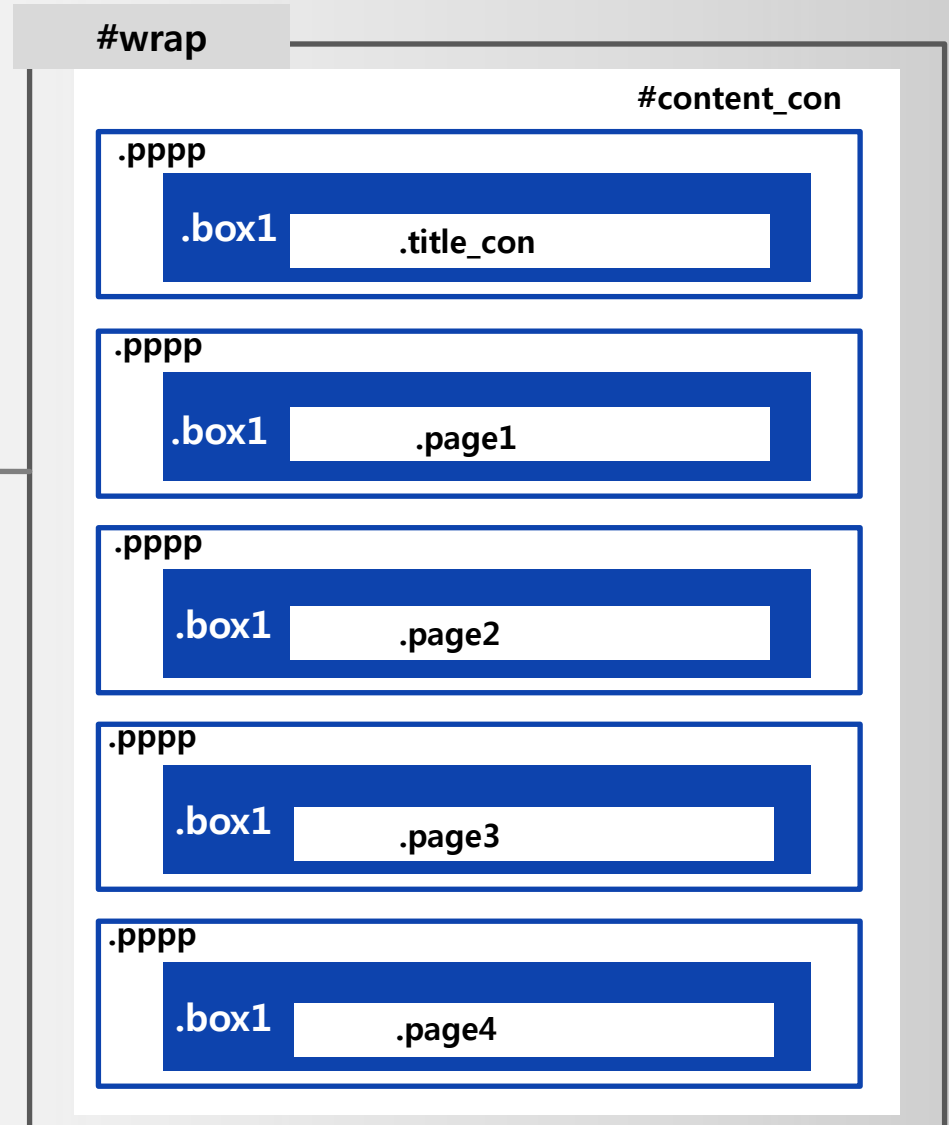 #wrap
#content_con
.pppp
.box1
.title_con
.pppp
.box1
.page1
.pppp
.box1
.page2
.pppp
.box1
.page3
.pppp
.box1
.page4